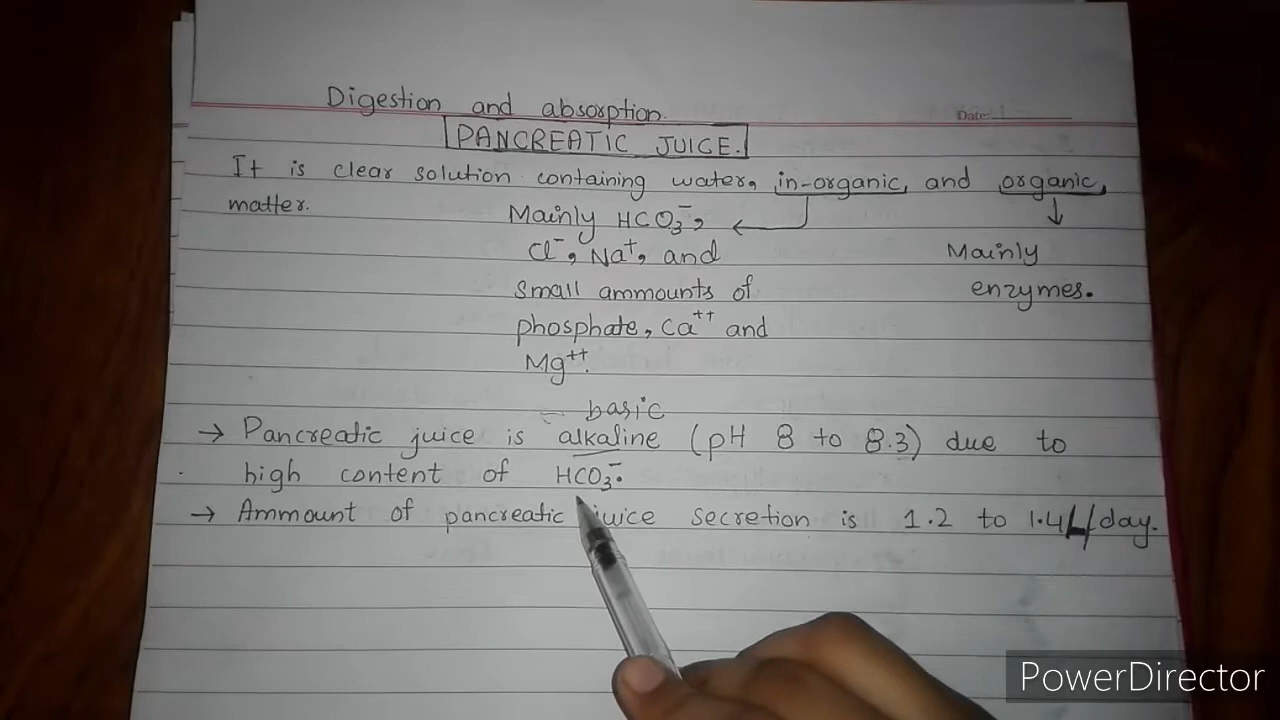 Digestion and absorption.
Date:
PANCREATIC JUICE.
It is clear solution containing water, in-organic, and organic,
matter.
Mainly HCO₃⁻,
Cl⁻, Na⁺, and
small ammounts of
phosphate, Ca⁺⁺ and
Mg⁺⁺.
Mainly
enzymes.
basic
→ Pancreatic juice is alkaline (pH 8 to 8.3) due to
high content of HCO₃⁻.
→ Ammount of pancreatic juice secretion is 1.2 to 1.4L/day.
PowerDirector